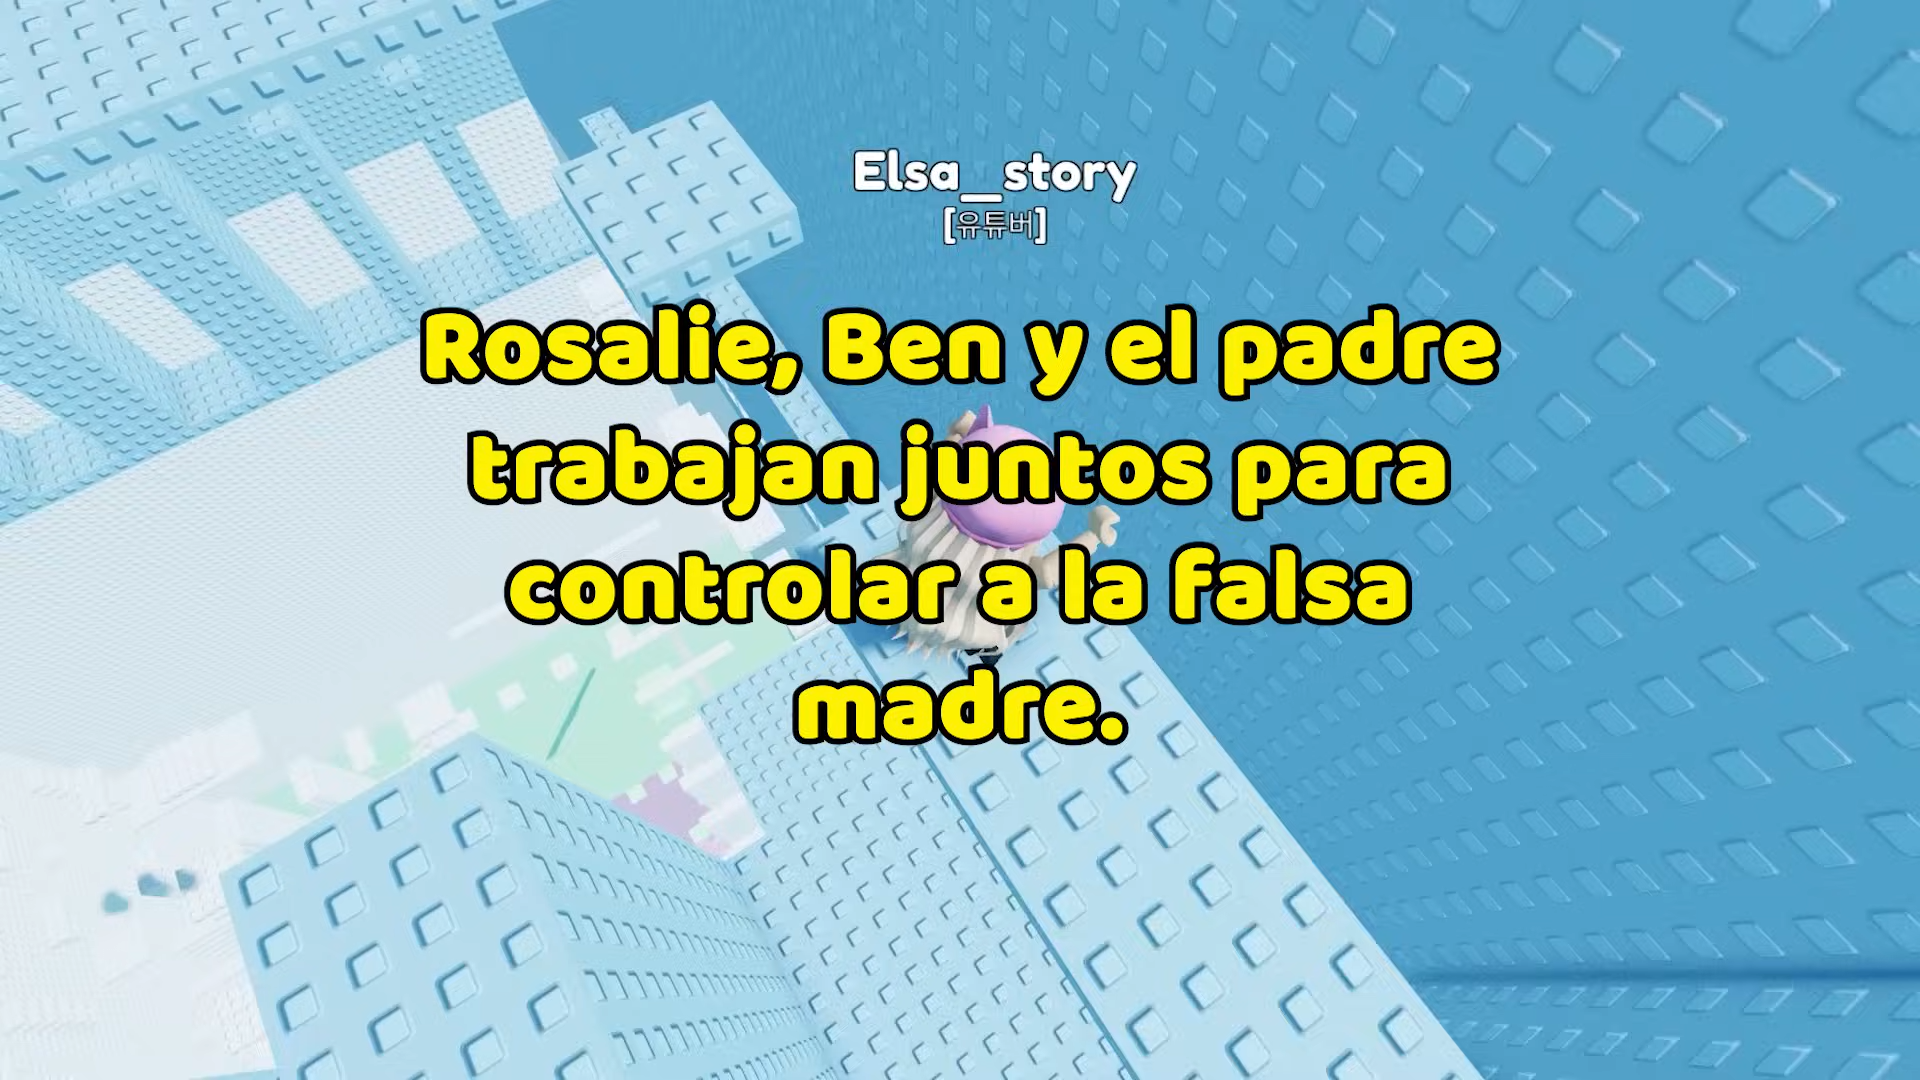 Elsa_story
[유튜버]
Rosalie, Ben y el padre
trabajan juntos para
controlar a la falsa
madre.